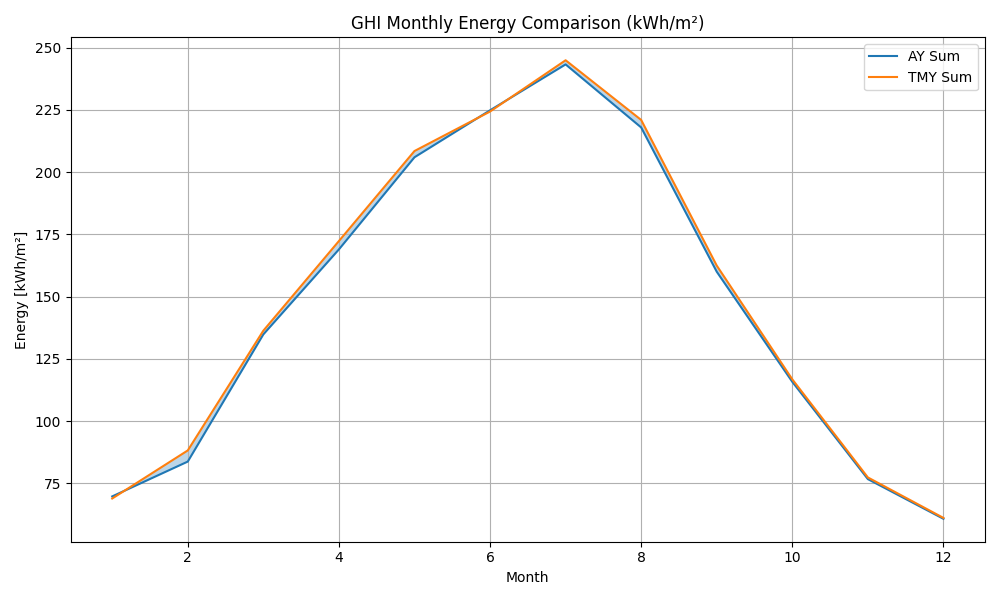 GHI Monthly Energy Comparison (kWh/m²)
AY Sum
TMY Sum
Energy [kWh/m²]
250
225
200
175
150
125
100
75
2 4 6 8 10 12
Month